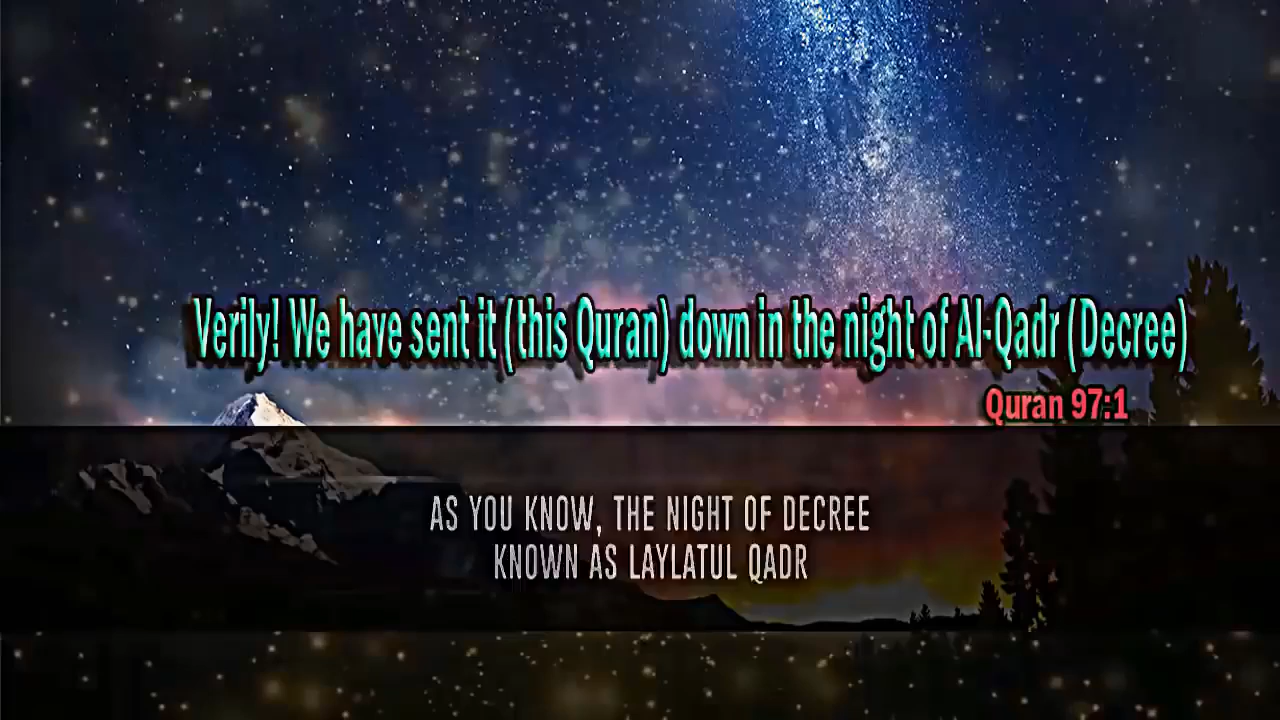 Verily! We have sent it (this Quran) down in the night of Al-Qadr (Decree)
Quran 97:1
AS YOU KNOW, THE NIGHT OF DECREE
KNOWN AS LAYLATUL QADR